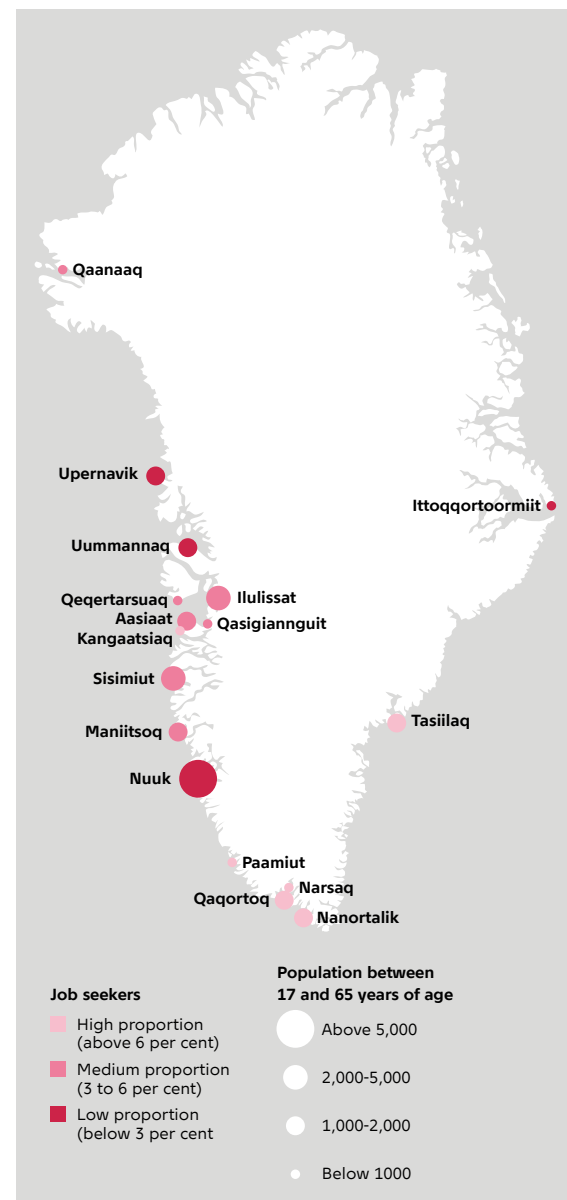 Qaanaaq
Upernavik
Ittoqqortoormiit
Uummannaq
Qeqertarsuaq
Ilulissat
Aasiaat
Qasigiannguit
Kangaatsiaq
Sisimiut
Tasiilaq
Maniitsoq
Nuuk
Paamiut
Narsaq
Qaqortoq
Nanortalik
Job seekers
High proportion
(above 6 per cent)
Medium proportion
(3 to 6 per cent)
Low proportion
(below 3 per cent
Population between
17 and 65 years of age
Above 5,000
2,000-5,000
1,000-2,000
Below 1000